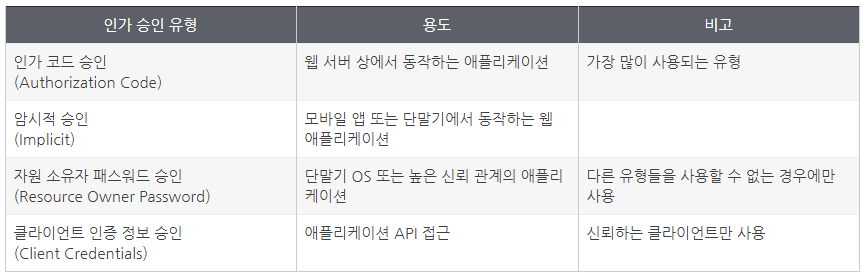 인가 승인 유형 용도 비고
인가 코드 승인
(Authorization Code)
웹 서버 상에서 동작하는 애플리케이션
가장 많이 사용되는 유형
암시적 승인
(Implicit)
모바일 앱 또는 단말기에서 동작하는 웹
애플리케이션
자원 소유자 패스워드 승인
(Resource Owner Password)
단말기 OS 또는 높은 신뢰 관계의 애플리
케이션
다른 유형들을 사용할 수 없는 경우에만
사용
클라이언트 인증 정보 승인
(Client Credentials)
애플리케이션 API 접근
신뢰하는 클라이언트만 사용